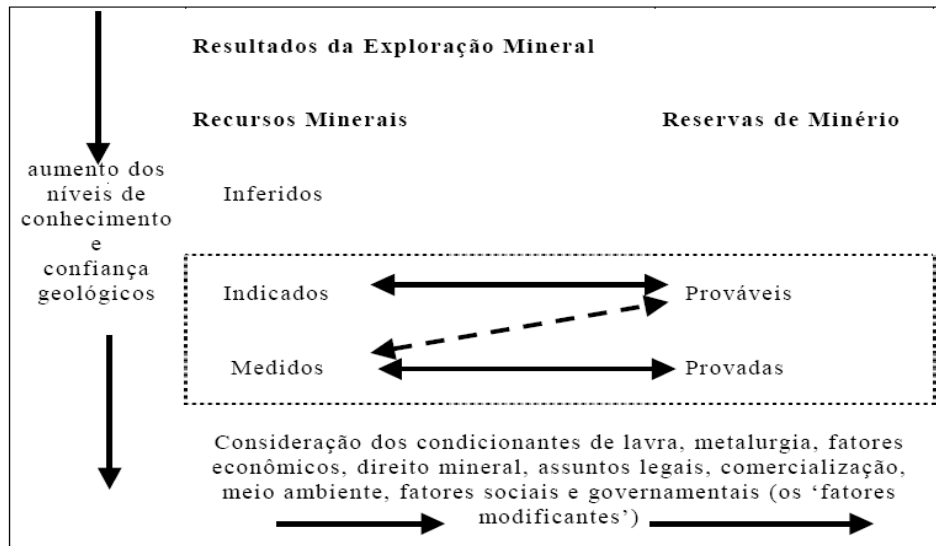 Resultados da Exploração Mineral
Recursos Minerais
Reservas de Minério
aumento dos
níveis de
conhecimento
e
confiança
geológicos
Inferidos
Indicados
Prováveis
Medidos
Provadas
Consideração dos condicionantes de lavra, metalurgia, fatores
econômicos, direito mineral, assuntos legais, comercialização,
meio ambiente, fatores sociais e governamentais (os ‘fatores
modificantes’)